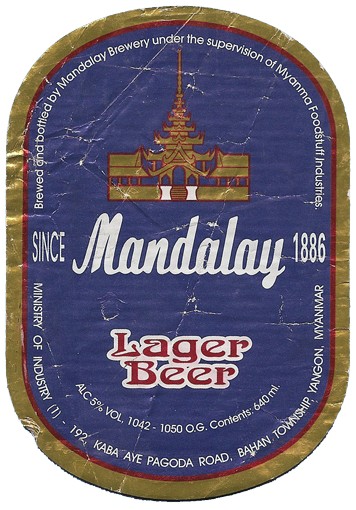 Brewed and bottled by Mandalay Brewery under the supervision of Myanma Foodstuff Industries.
SINCE Mandalay 1886
Lager
Beer
ALC 5% VOL, 1042 - 1050 O.G. Contents: 640 ml.
MINISTRY OF INDUSTRY (1) - 192, KABA AYE PAGODA ROAD, BAHAN TOWNSHIP, YANGON, MYANMAR